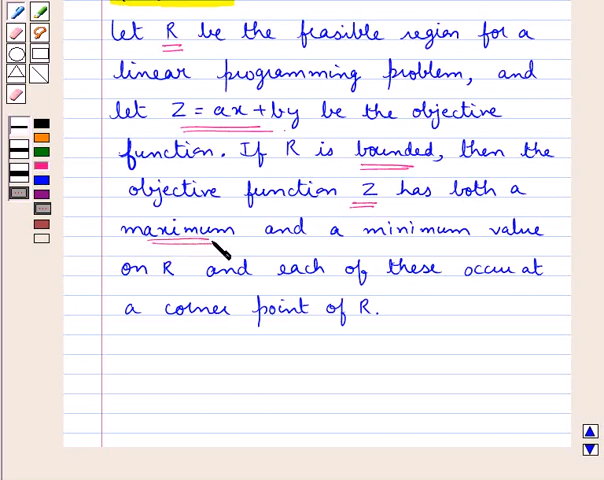 Let R be the feasible region for a
linear programming problem, and
let Z = ax + by be the objective
function. If R is bounded, then the
objective function Z has both a
maximum and a minimum value
on R and each of these occur at
a corner point of R.